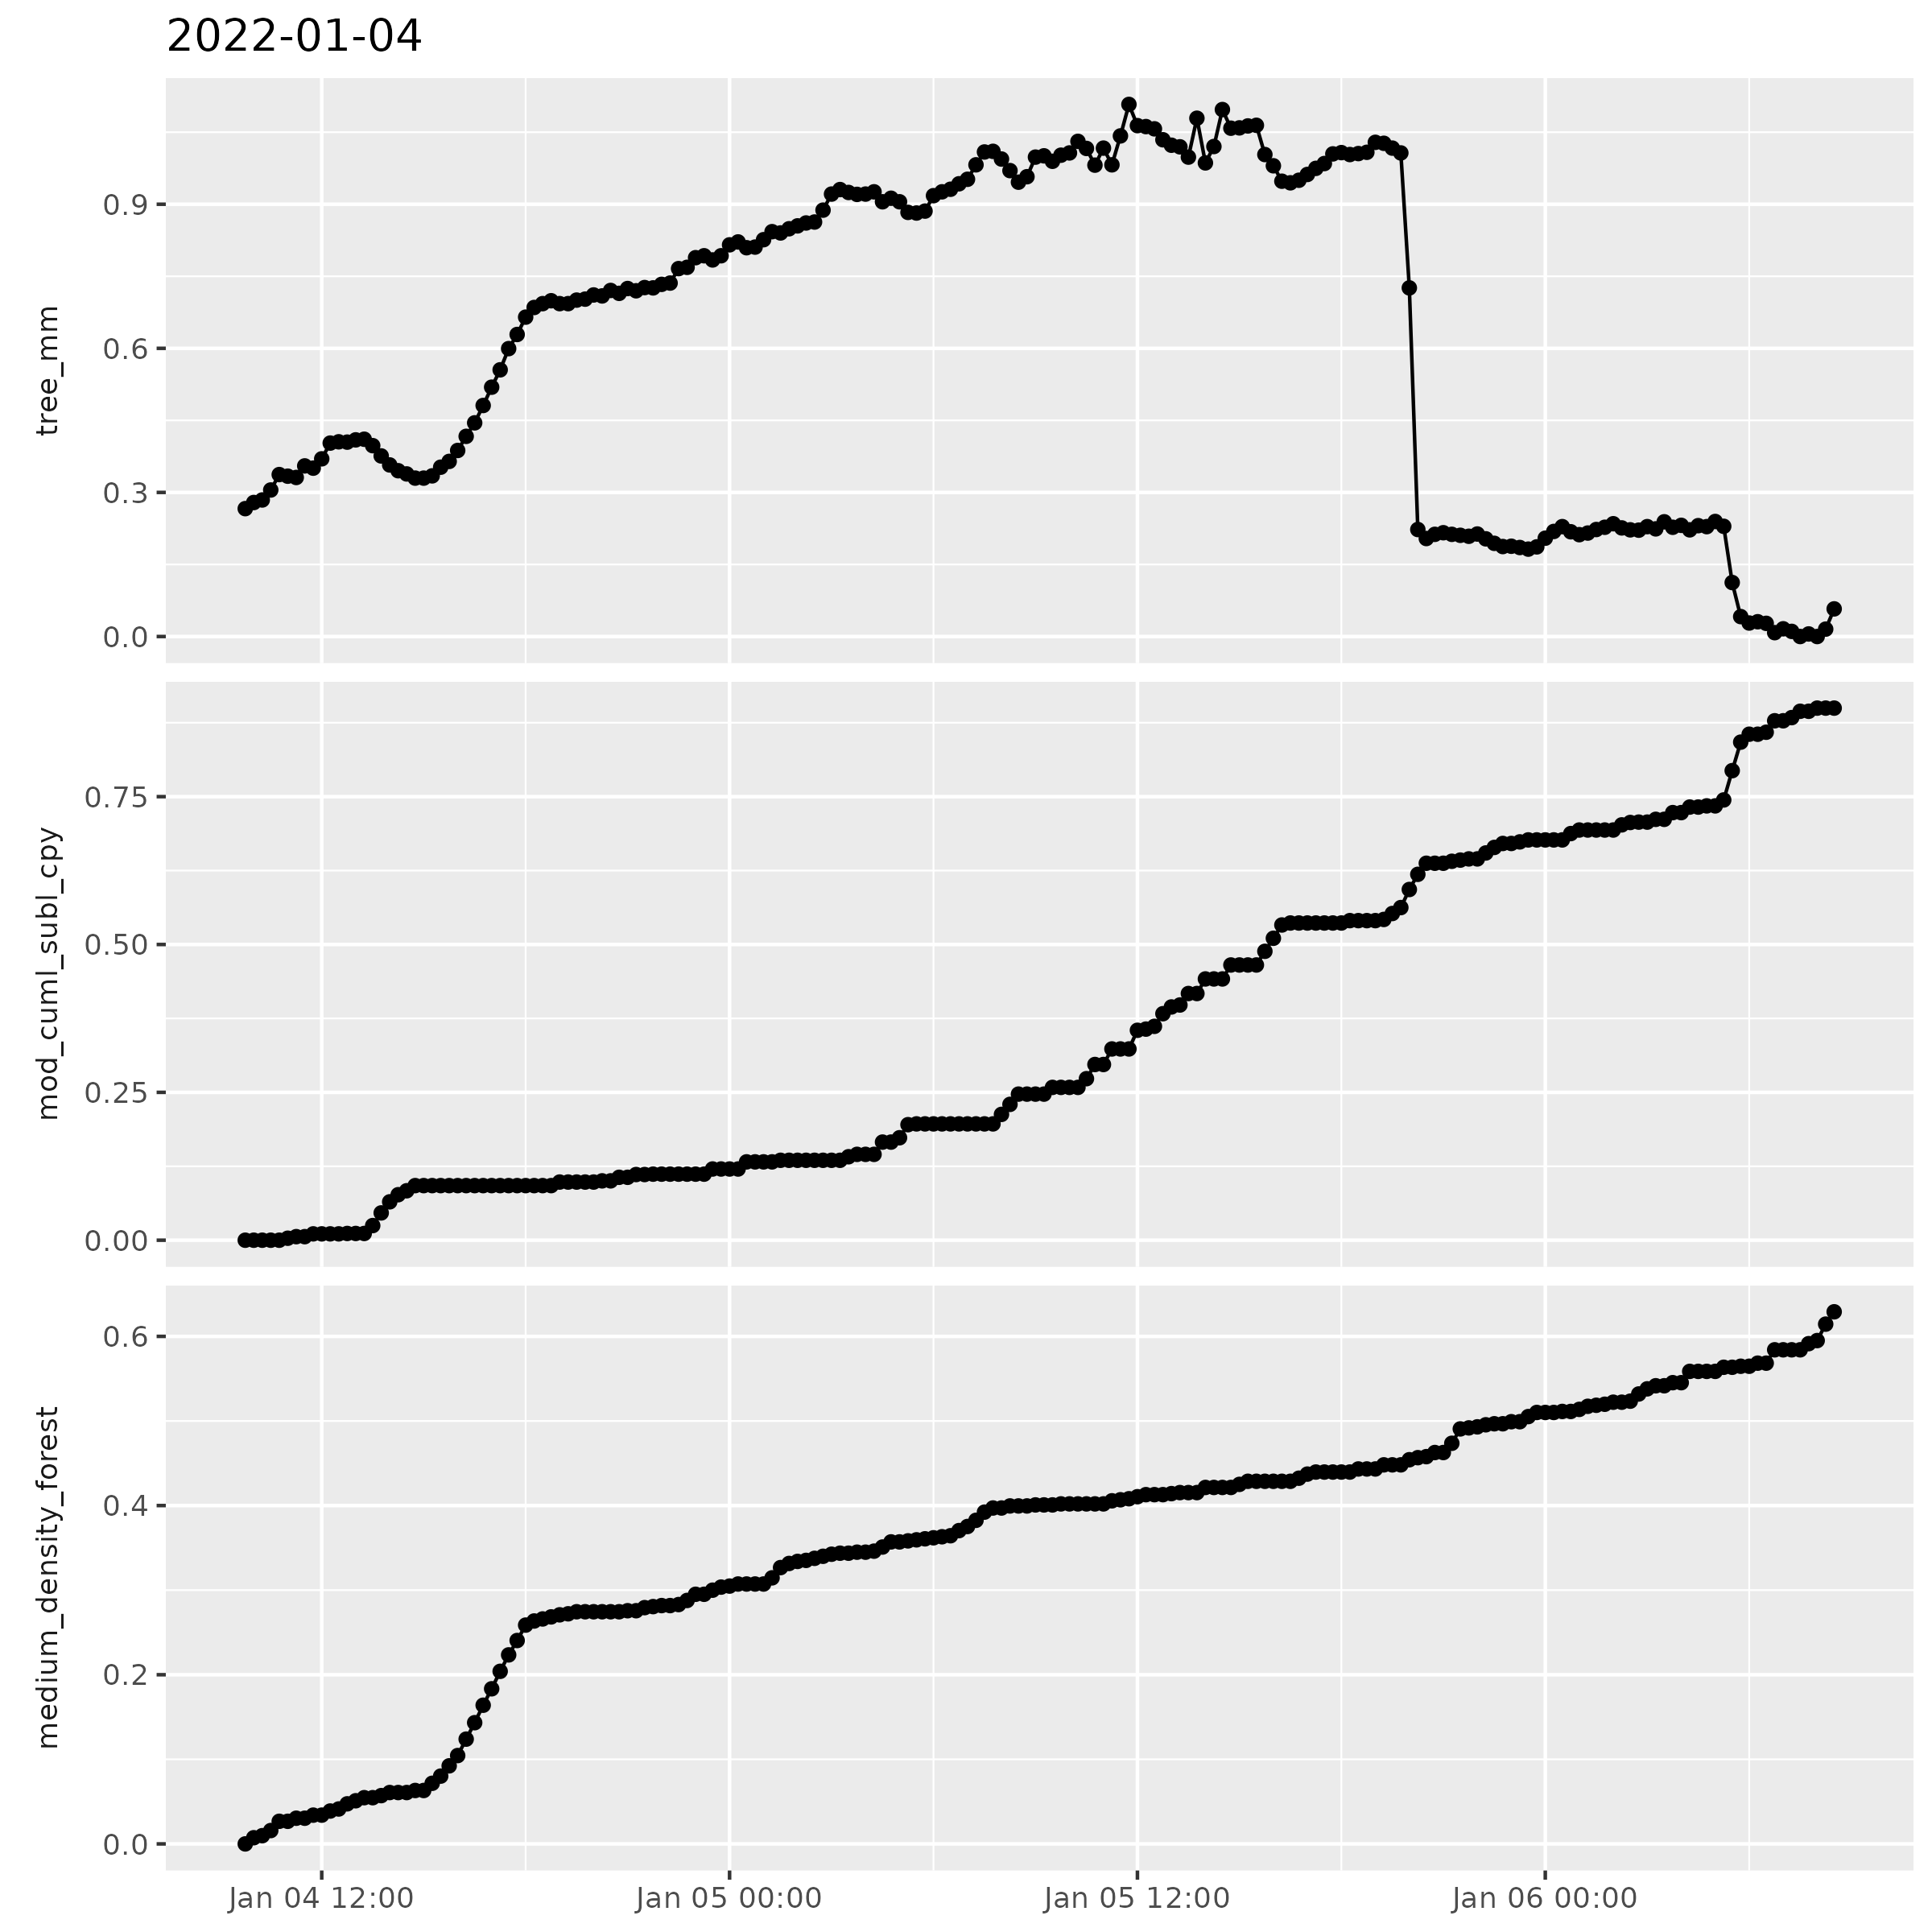 2022-01-04
tree_mm
0.9
0.6
0.3
0.0
mod_cuml_subl_cpy
0.75
0.50
0.25
0.00
medium_density_forest
0.6
0.4
0.2
0.0
Jan 04 12:00
Jan 05 00:00
Jan 05 12:00
Jan 06 00:00